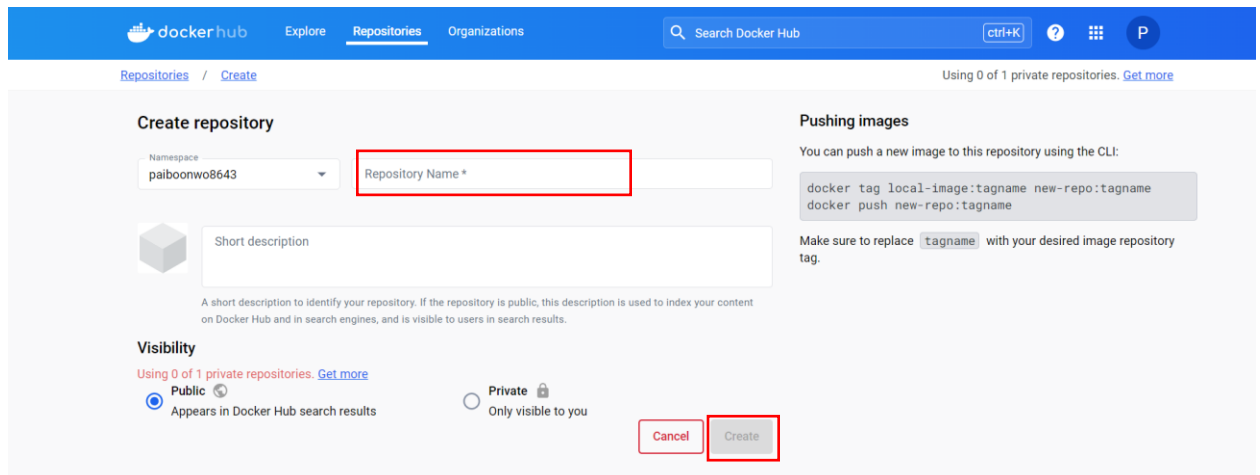 dockerhub Explore Repositories Organizations Search Docker Hub ctrl+K ? P
Repositories / Create Using 0 of 1 private repositories. Get more
Create repository
Namespace
paiboonwo8643
Repository Name *
Short description
A short description to identify your repository. If the repository is public, this description is used to index your content
on Docker Hub and in search engines, and is visible to users in search results.
Visibility
Using 0 of 1 private repositories. Get more
Public
Appears in Docker Hub search results
Private
Only visible to you
Cancel Create
Pushing images
You can push a new image to this repository using the CLI:
docker tag local-image:tagname new-repo:tagname
docker push new-repo:tagname
Make sure to replace tagname with your desired image repository
tag.